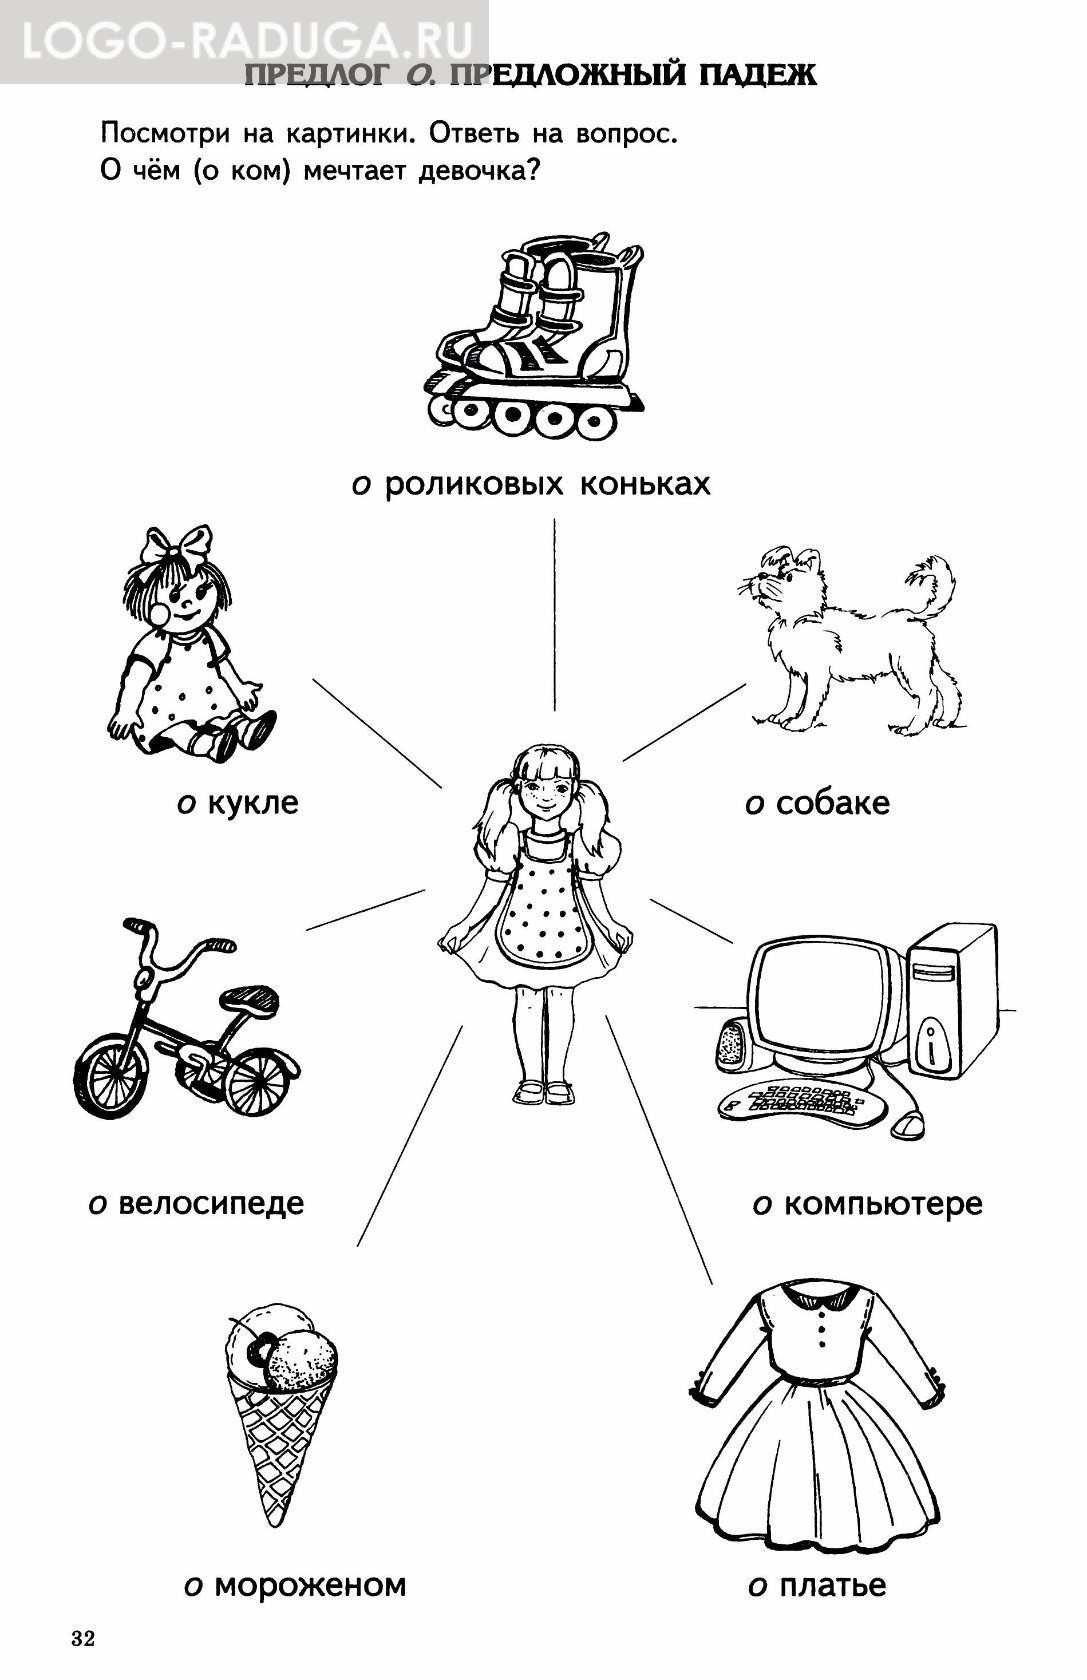 LOGO-RADUGA.RU
ПРЕДЛОГ О. ПРЕДЛОЖНЫЙ ПАДЕЖ
Посмотри на картинки. Ответь на вопрос.
О чём (о ком) мечтает девочка?
о роликовых коньках
о кукле
о собаке
о велосипеде
о компьютере
о мороженом
о платье
32